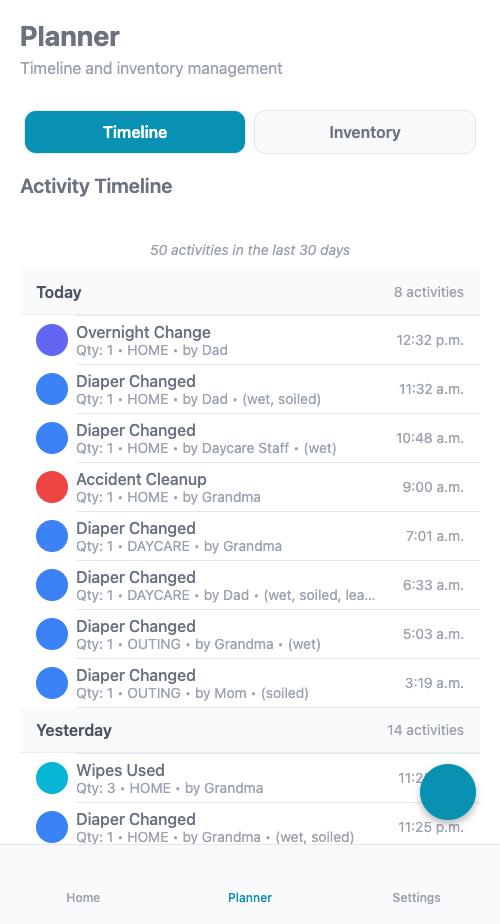 Planner
Timeline and inventory management
Timeline
Inventory
Activity Timeline
50 activities in the last 30 days
Today
8 activities
Overnight Change
Qty: 1 • HOME • by Dad
12:32 p.m.
Diaper Changed
Qty: 1 • HOME • by Dad • (wet, soiled)
11:32 a.m.
Diaper Changed
Qty: 1 • HOME • by Daycare Staff • (wet)
10:48 a.m.
Accident Cleanup
Qty: 1 • HOME • by Grandma
9:00 a.m.
Diaper Changed
Qty: 1 • DAYCARE • by Grandma
7:01 a.m.
Diaper Changed
Qty: 1 • DAYCARE • by Dad • (wet, soiled, lea...
6:33 a.m.
Diaper Changed
Qty: 1 • OUTING • by Grandma • (wet)
5:03 a.m.
Diaper Changed
Qty: 1 • OUTING • by Mom • (soiled)
3:19 a.m.
Yesterday
14 activities
Wipes Used
Qty: 3 • HOME • by Grandma
Diaper Changed
Qty: 1 • HOME • by Grandma • (wet, soiled)
11:25 p.m.
Home
Planner
Settings